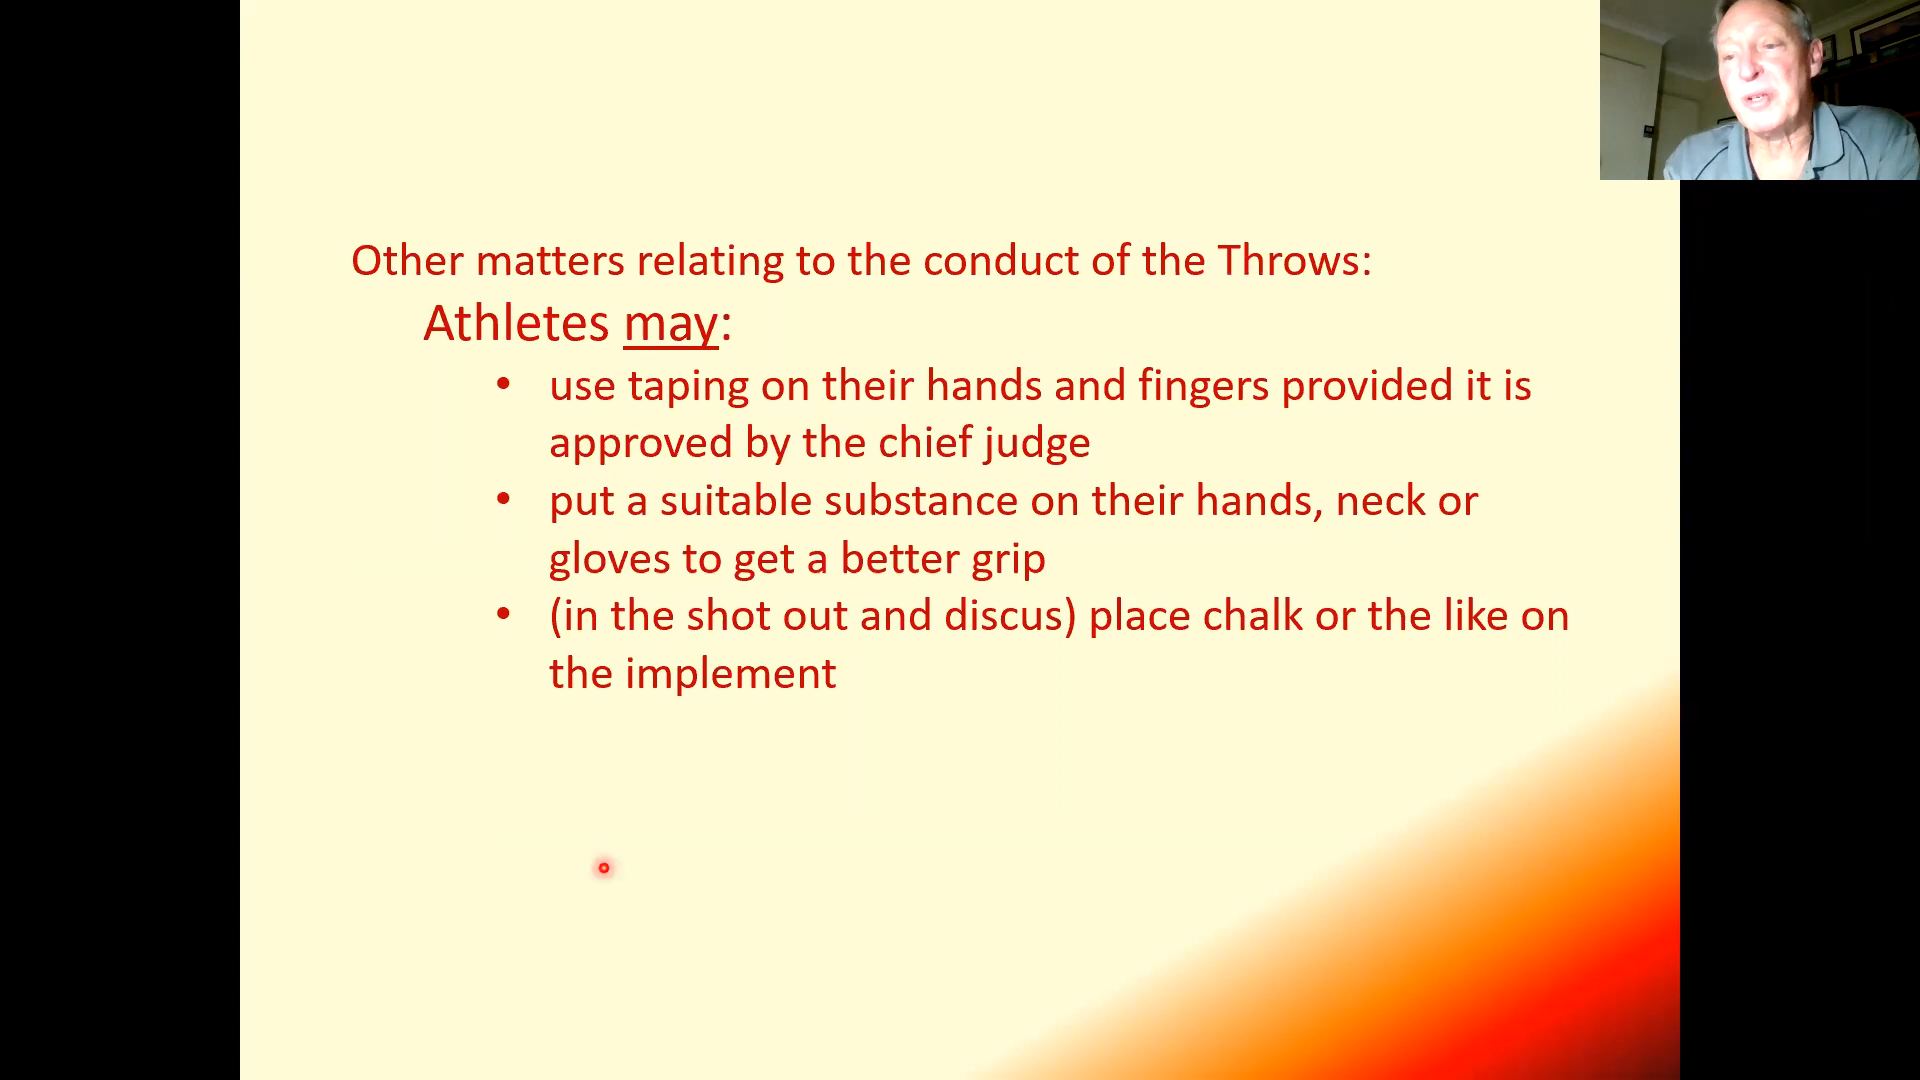 Other matters relating to the conduct of the Throws:
Athletes may:
• use taping on their hands and fingers provided it is
approved by the chief judge
• put a suitable substance on their hands, neck or
gloves to get a better grip
• (in the shot out and discus) place chalk or the like on
the implement